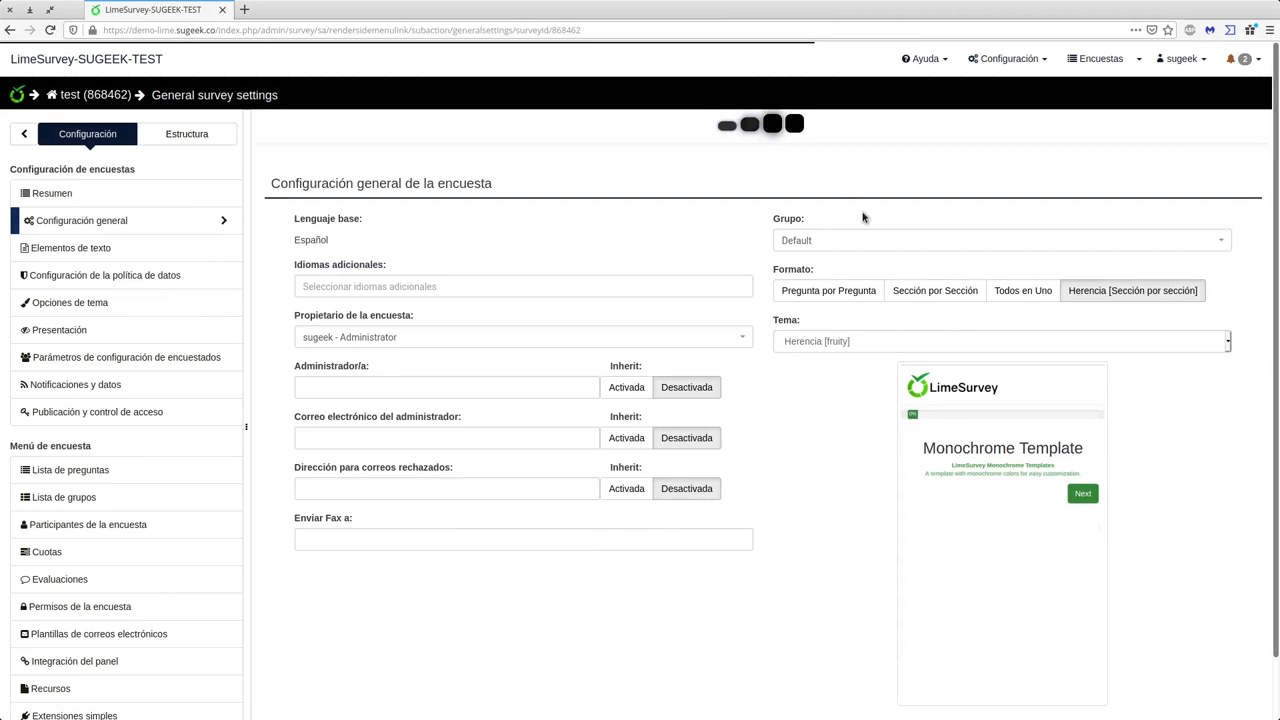 LimeSurvey-SUGEEK-TEST
https://demo-lime.sugeek.co/index.php/admin/survey/sa/rendersidemenulink/subaction/generalsettings/surveyid/868462
LimeSurvey-SUGEEK-TEST
Ayuda
Configuración
Encuestas
sugeek
2
test (868462)
General survey settings
Configuración
Estructura
Configuración de encuestas
Resumen
Configuración general
Elementos de texto
Configuración de la política de datos
Opciones de tema
Presentación
Parámetros de configuración de encuestados
Notificaciones y datos
Publicación y control de acceso
Menú de encuesta
Lista de preguntas
Lista de grupos
Participantes de la encuesta
Cuotas
Evaluaciones
Permisos de la encuesta
Plantillas de correos electrónicos
Integración del panel
Recursos
Extensiones simples
Configuración general de la encuesta
Lenguaje base:
Español
Idiomas adicionales:
Seleccionar idiomas adicionales
Propietario de la encuesta:
sugeek - Administrator
Administrador/a:
Inherit:
Activada
Desactivada
Correo electrónico del administrador:
Inherit:
Activada
Desactivada
Dirección para correos rechazados:
Inherit:
Activada
Desactivada
Enviar Fax a:
Grupo:
Default
Formato:
Pregunta por Pregunta
Sección por Sección
Todos en Uno
Herencia [Sección por sección]
Tema:
Herencia [fruity]
LimeSurvey
0%
Monochrome Template
LimeSurvey Monochrome Templates
A template with monochrome colors for easy customization.
Next